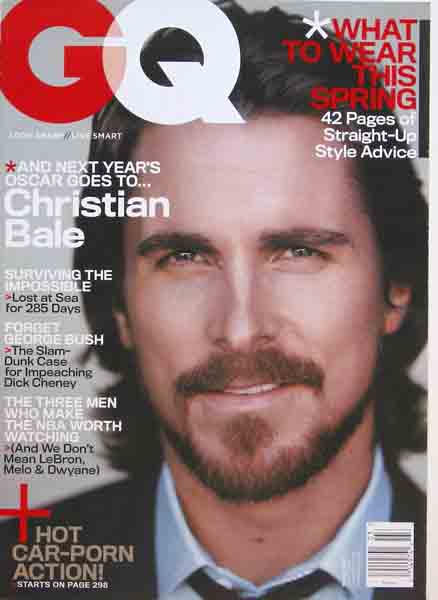 GQ
LOOK SHARP // LIVE SMART
*WHAT
TO WEAR
THIS
SPRING
42 Pages of
Straight-Up
Style Advice
*AND NEXT YEAR'S
OSCAR GOES TO...
Christian
Bale
SURVIVING THE
IMPOSSIBLE
>Lost at Sea
for 285 Days
FORGET
GEORGE BUSH
>The Slam-
Dunk Case
for Impeaching
Dick Cheney
THE THREE MEN
WHO MAKE
THE NBA WORTH
WATCHING
>(And We Don't
Mean LeBron,
Melo & Dwyane)
+HOT
CAR-PORN
ACTION!
STARTS ON PAGE 298